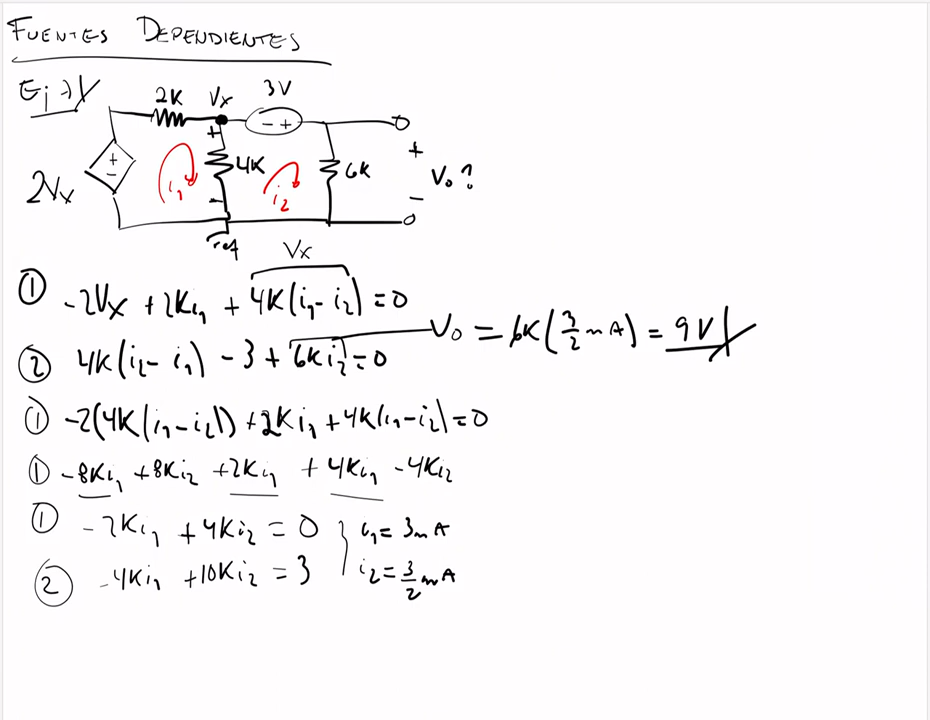 FUENTES DEPENDIENTES
Ej
2K Vx 3V
+ - +
+ - 4K 6K + Vo? -
2Vx i₁ i₂
-
ref Vx
① -2Vx + 2Ki₁ + 4K(i₁-i₂) = 0
Vo = 6K(3/2 mA) = 9V
② 4K(i₂-i₁) - 3 + 6Ki₂ = 0
① -2(4K(i₁-i₂)) + 2Ki₁ + 4K(i₁-i₂) = 0
① -8Ki₁ + 8Ki₂ + 2Ki₁ + 4Ki₁ - 4Ki₂
① -2Ki₁ + 4Ki₂ = 0 } i₁ = 3mA
② -4Ki₁ + 10Ki₂ = 3 i₂ = 3/2 mA